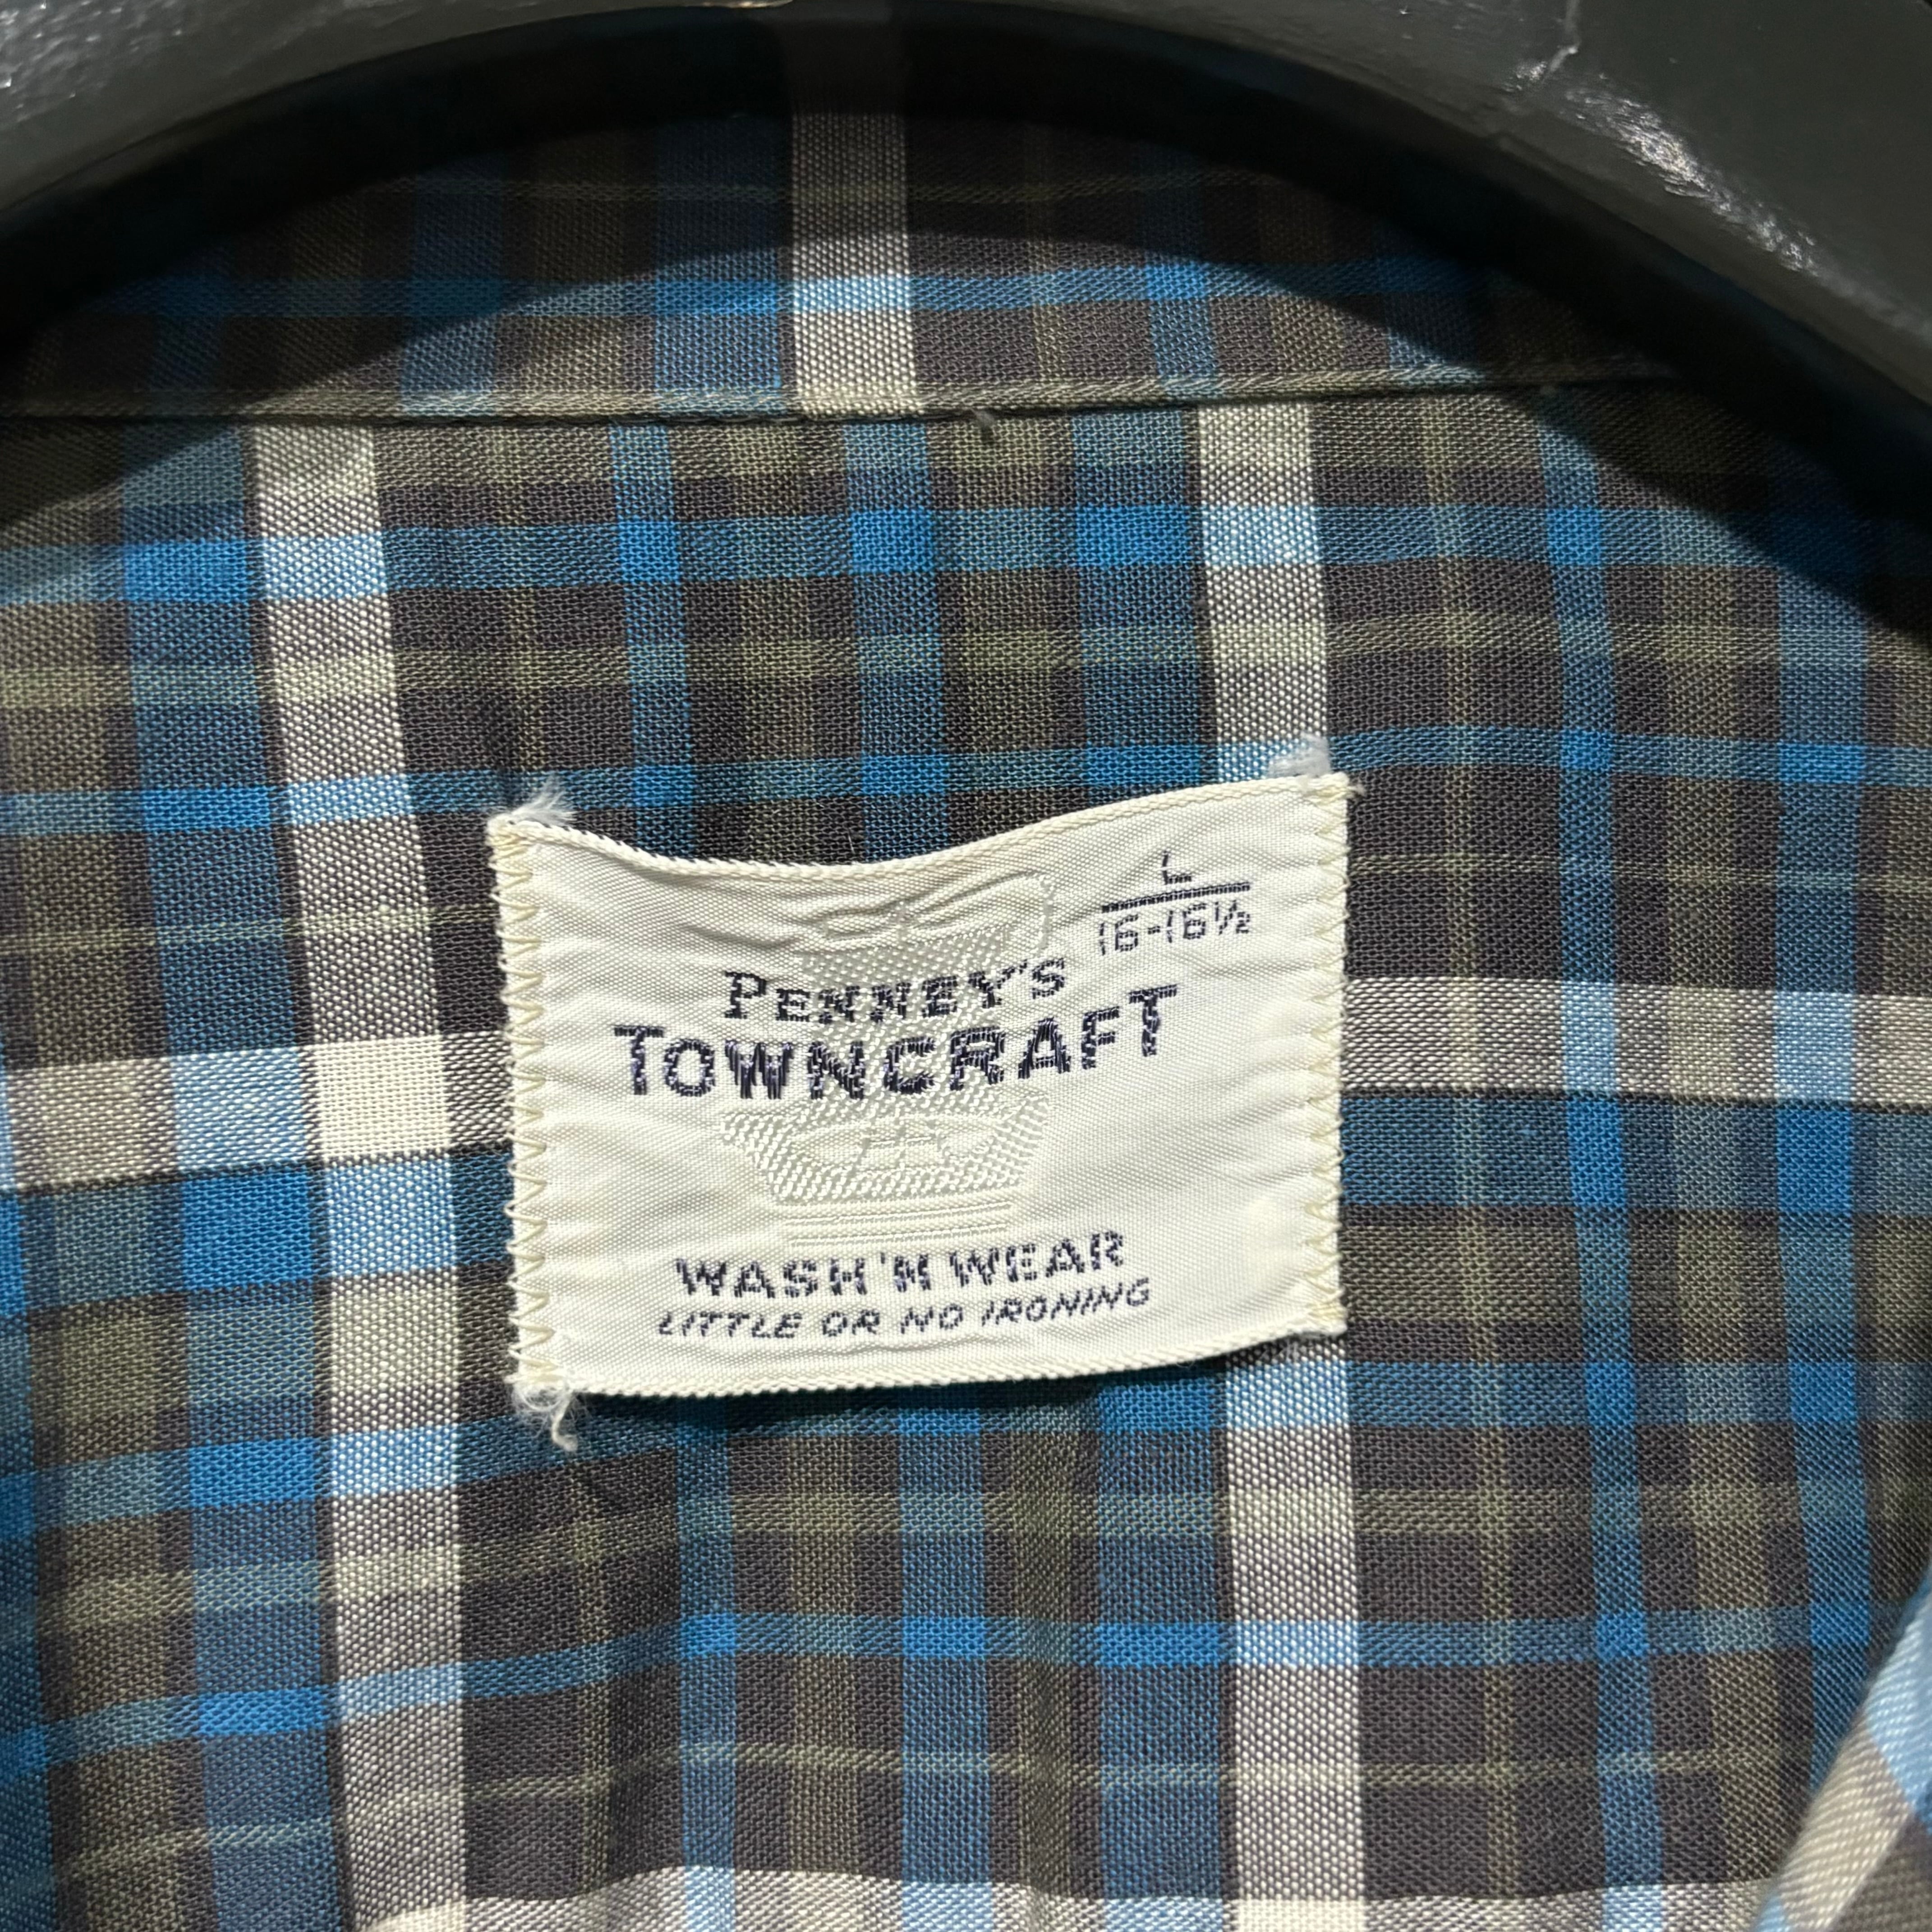 L
16-16½
PENNEY'S
TOWNCRAFT
WASH 'N WEAR
LITTLE OR NO IRONING